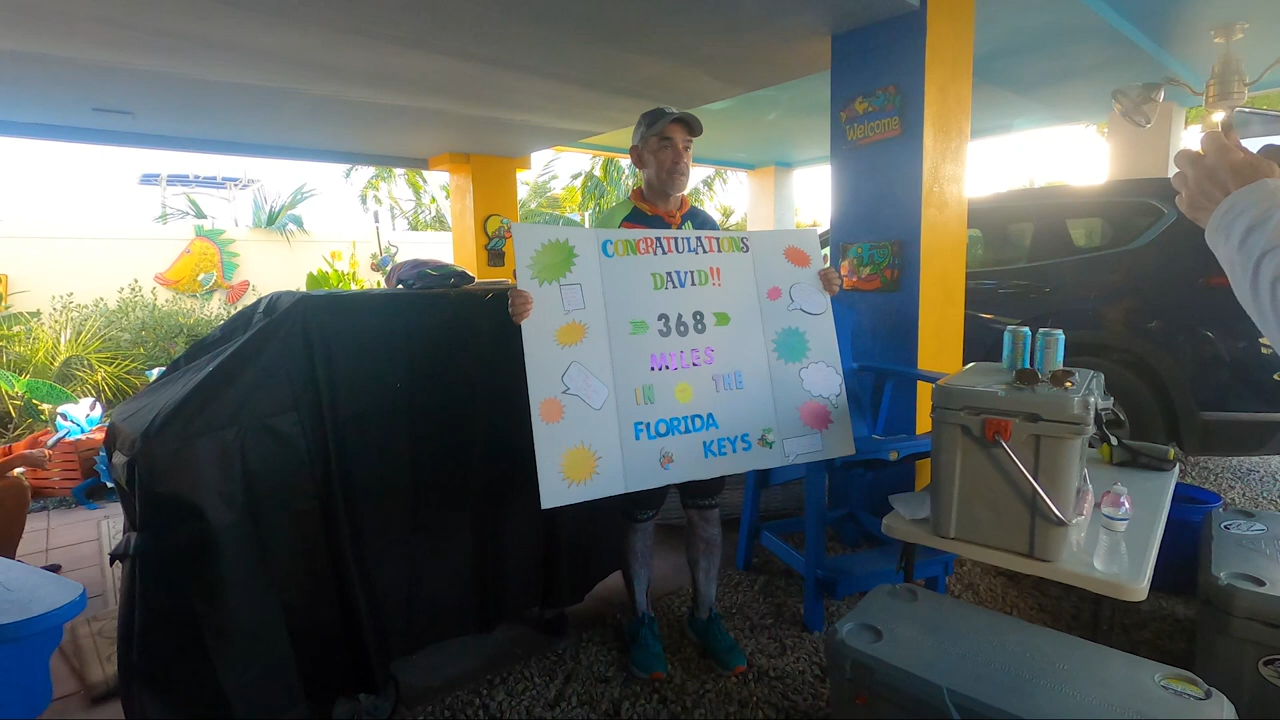 Welcome
CONGRATULATIONS
DAVID!!
368
MILES
IN THE
FLORIDA
KEYS